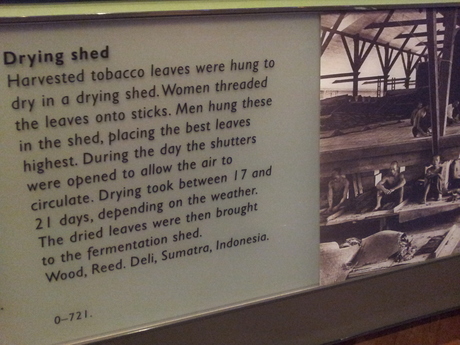 Drying shed
Harvested tobacco leaves were hung to
dry in a drying shed. Women threaded
the leaves onto sticks. Men hung these
in the shed, placing the best leaves
highest. During the day the shutters
were opened to allow the air to
circulate. Drying took between 17 and
21 days, depending on the weather.
The dried leaves were then brought
to the fermentation shed.
Wood, Reed. Deli, Sumatra, Indonesia.
0–721.